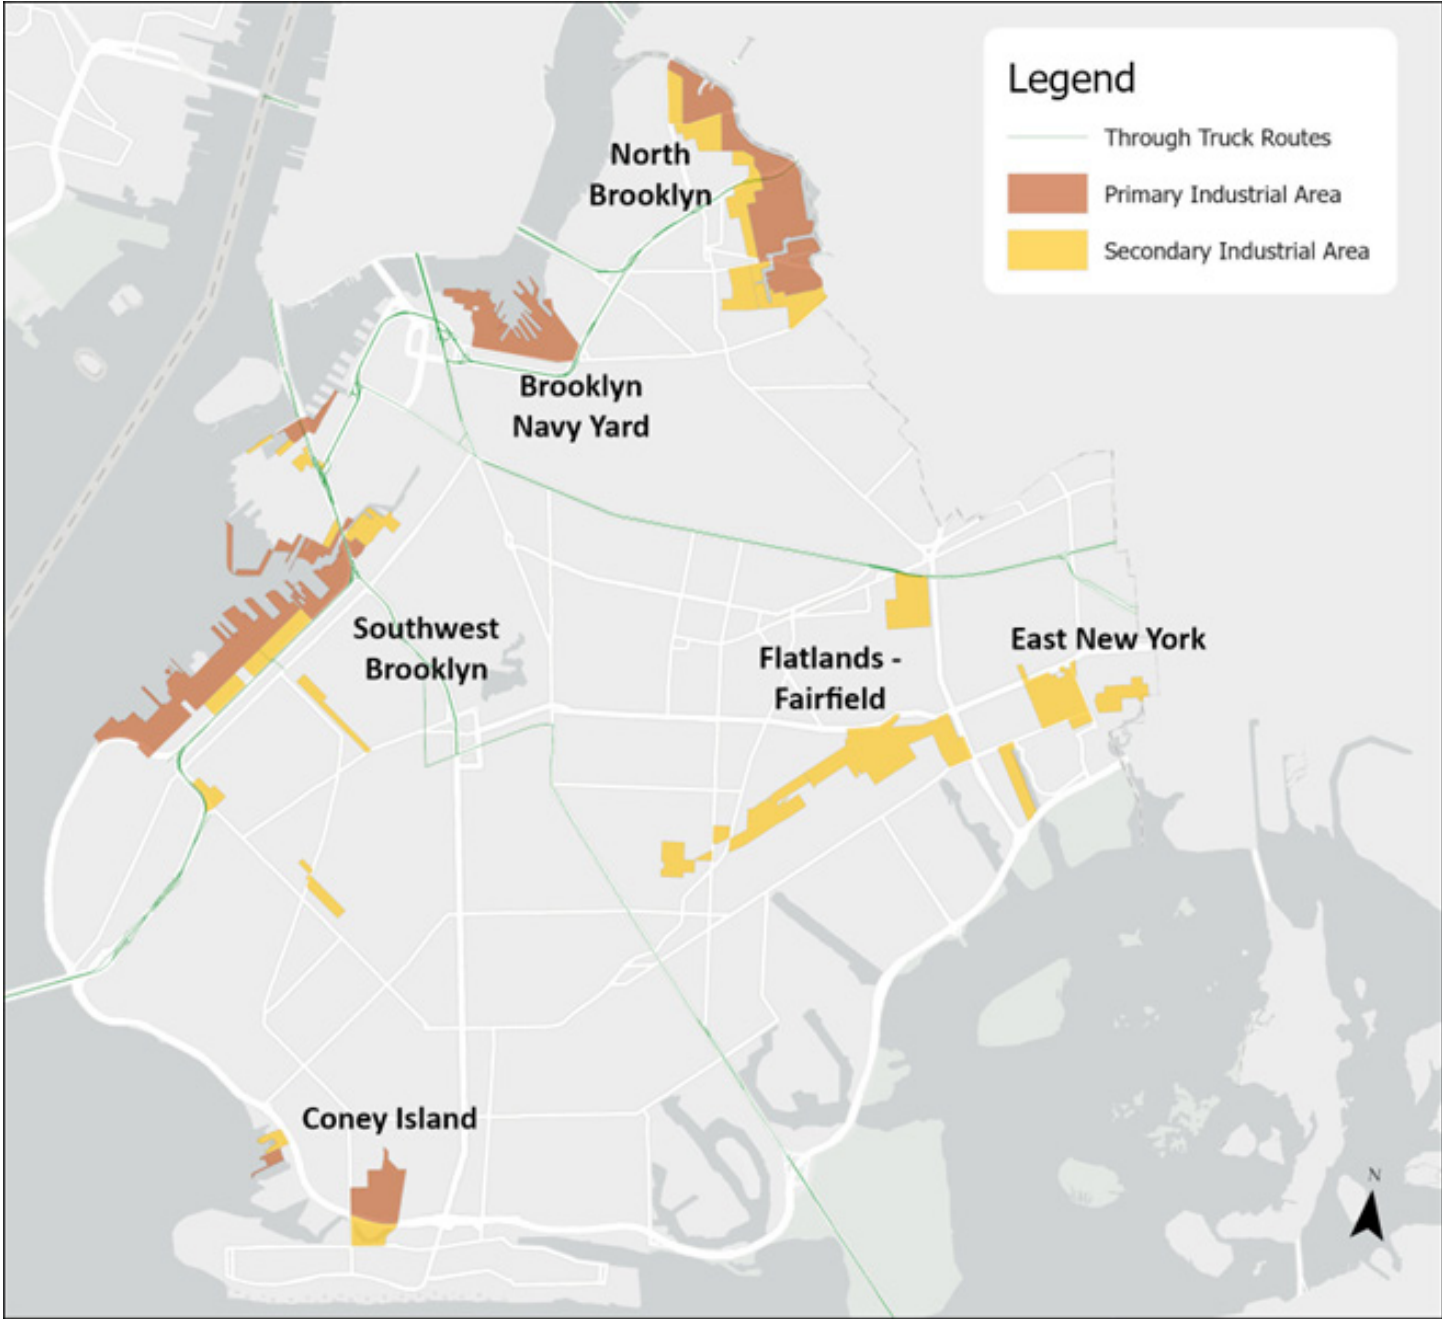 Legend
Through Truck Routes
Primary Industrial Area
Secondary Industrial Area
North
Brooklyn
Brooklyn
Navy Yard
Southwest
Brooklyn
Flatlands -
Fairfield
East New York
Coney Island
N